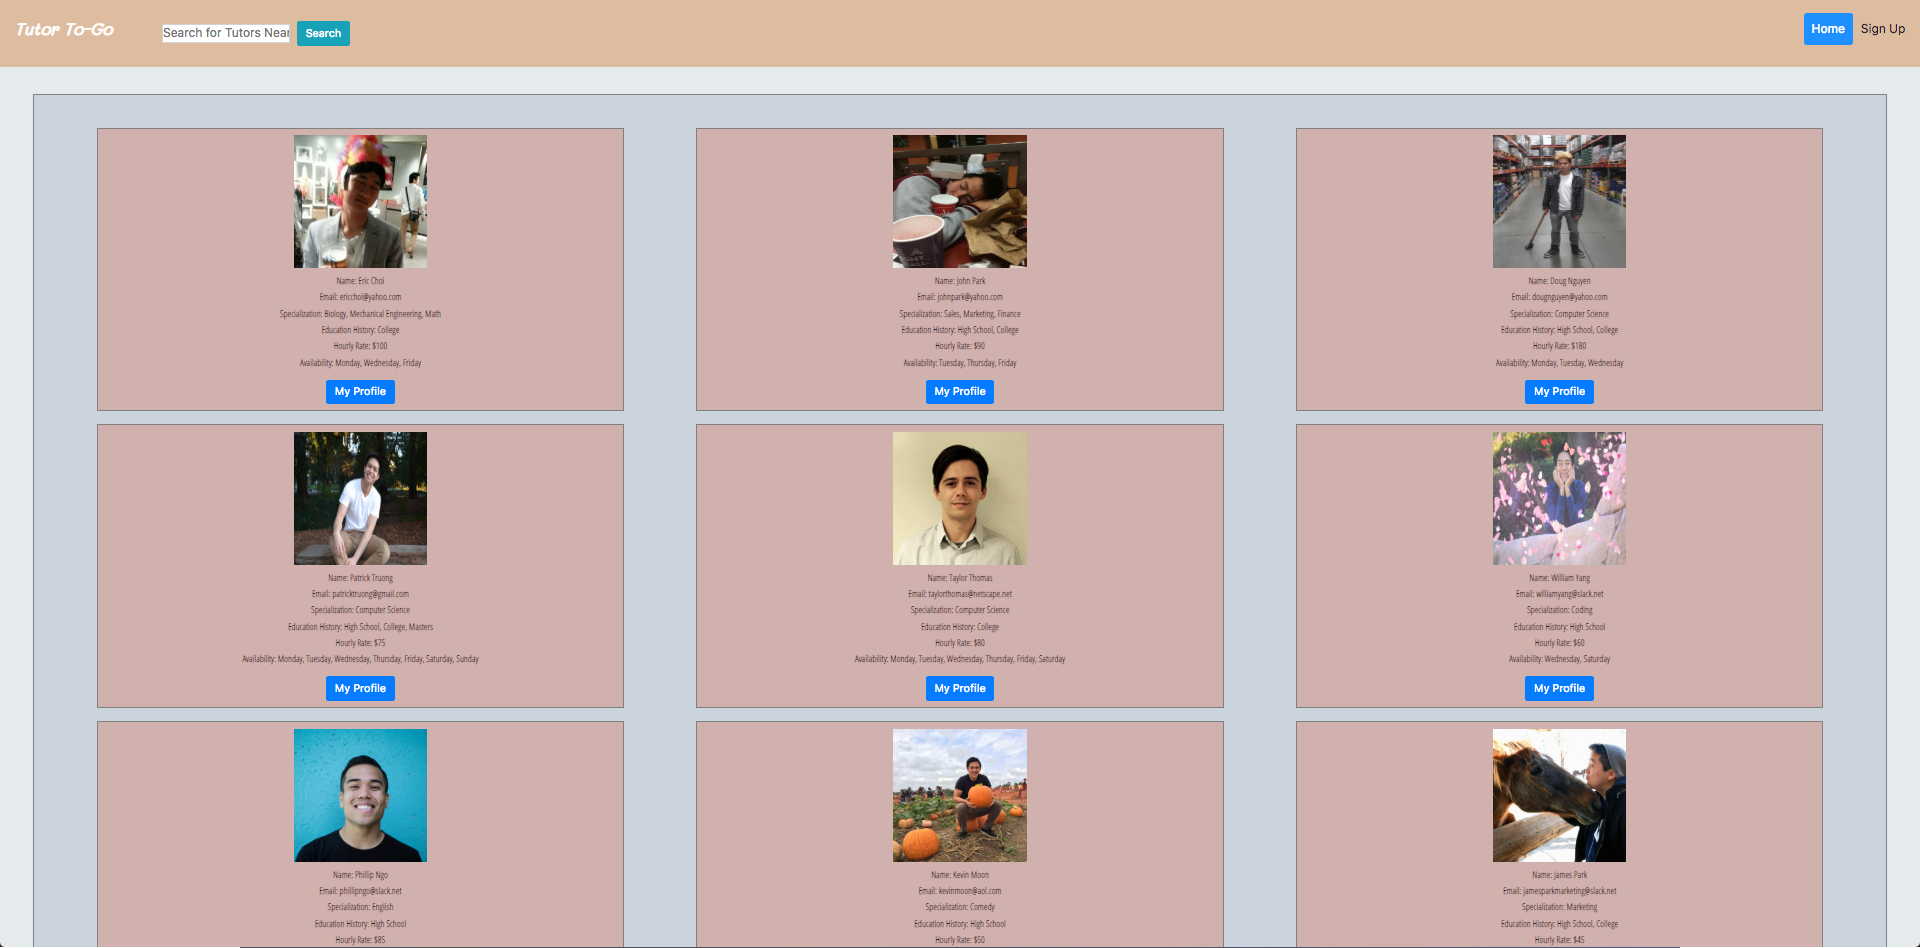 Tutor To-Go
Search for Tutors Near
Search
Home
Sign Up
Name: Eric Choi
Email: ericchoi@yahoo.com
Specialization: Biology, Mechanical Engineering, Math
Education History: College
Hourly Rate: $100
Availability: Monday, Wednesday, Friday
My Profile
Name: John Park
Email: johnpark@yahoo.com
Specialization: Sales, Marketing, Finance
Education History: High School, College
Hourly Rate: $90
Availability: Tuesday, Thursday, Friday
My Profile
Name: Doug Nguyen
Email: dougnguyen@yahoo.com
Specialization: Computer Science
Education History: High School, College
Hourly Rate: $180
Availability: Monday, Tuesday, Wednesday
My Profile
Name: Patrick Truong
Email: patricktruong@gmail.com
Specialization: Computer Science
Education History: High School, College, Masters
Hourly Rate: $75
Availability: Monday, Tuesday, Wednesday, Thursday, Friday, Saturday, Sunday
My Profile
Name: Taylor Thomas
Email: taylorthomas@netscape.net
Specialization: Computer Science
Education History: College
Hourly Rate: $80
Availability: Monday, Tuesday, Wednesday, Thursday, Friday, Saturday
My Profile
Name: William Yang
Email: williamyang@slack.net
Specialization: Coding
Education History: High School
Hourly Rate: $60
Availability: Wednesday, Saturday
My Profile
Name: Phillip Ngo
Email: phillipngo@slack.net
Specialization: English
Education History: High School
Hourly Rate: $85
Name: Kevin Moon
Email: kevinmoon@aol.com
Specialization: Comedy
Education History: High School
Hourly Rate: $50
Name: James Park
Email: jamesparkmarketing@slack.net
Specialization: Marketing
Education History: High School, College
Hourly Rate: $45